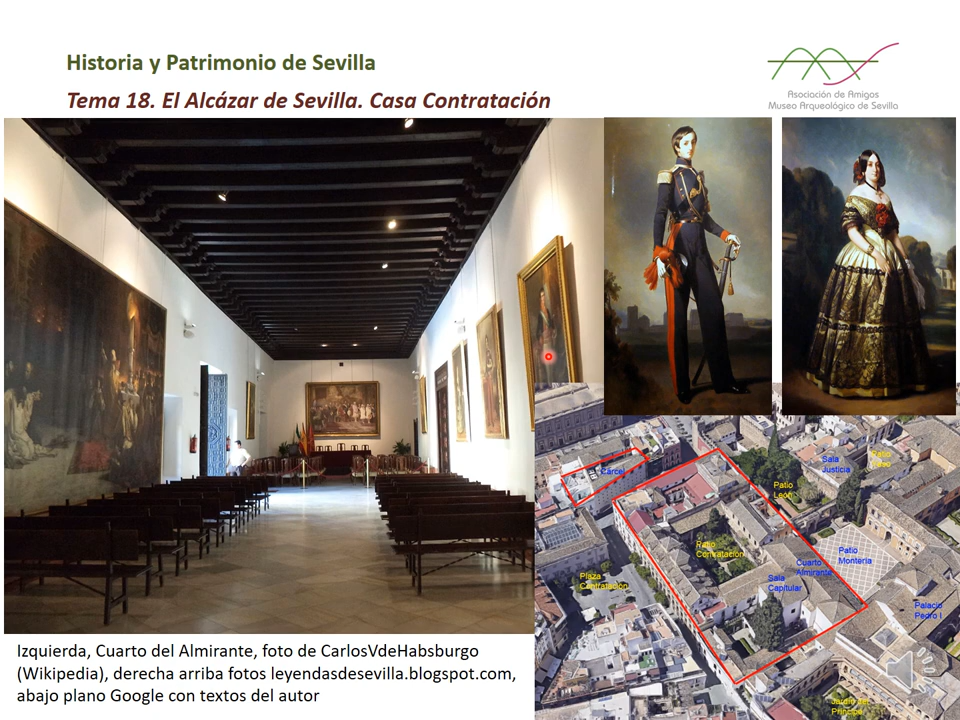 Historia y Patrimonio de Sevilla
Tema 18. El Alcázar de Sevilla. Casa Contratación
Asociación de Amigos
Museo Arqueológico de Sevilla
Cárcel
Sala
Justicia
Patio
Yeso
Patio
León
Patio
Contratación
Patio
Montería
Cuarto
Almirante
Sala
Capitular
Plaza
Contratación
Palacio
Pedro I
Jardín del
Príncipe
Izquierda, Cuarto del Almirante, foto de CarlosVdeHabsburgo
(Wikipedia), derecha arriba fotos leyendasdesevilla.blogspot.com,
abajo plano Google con textos del autor